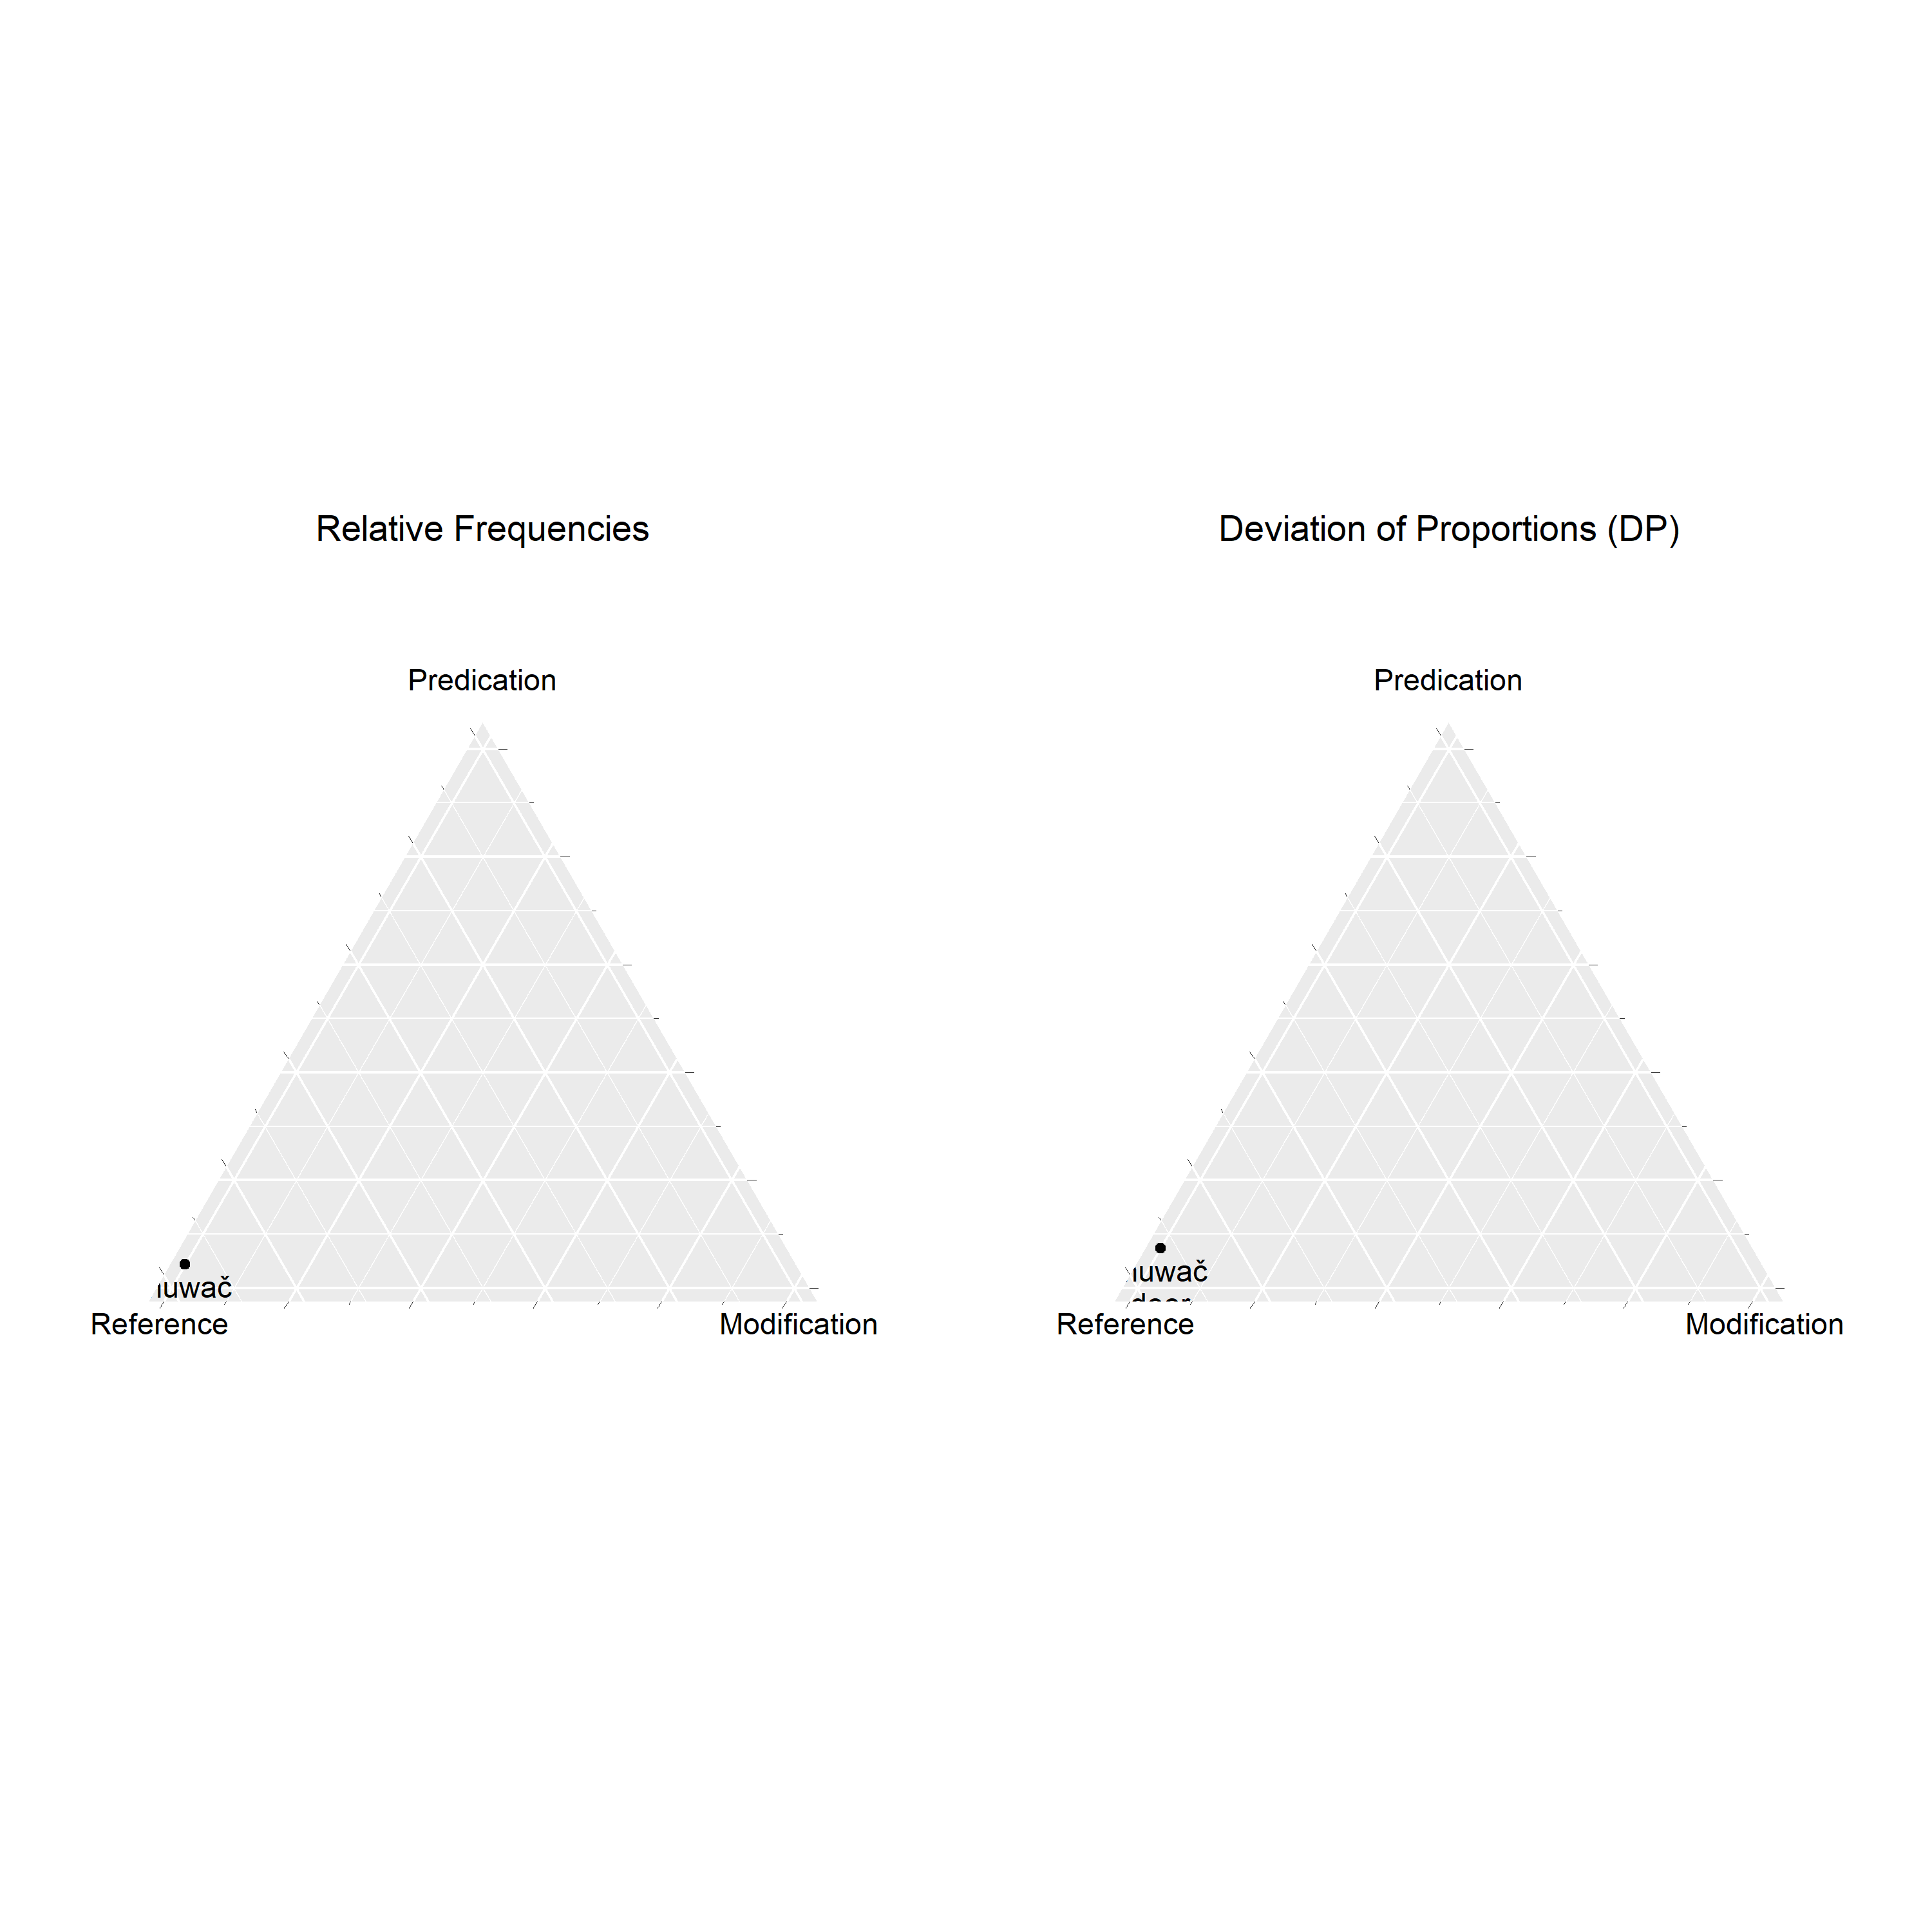 Relative Frequencies
Deviation of Proportions (DP)
Predication
Predication
Reference
Modification
Reference
Modification